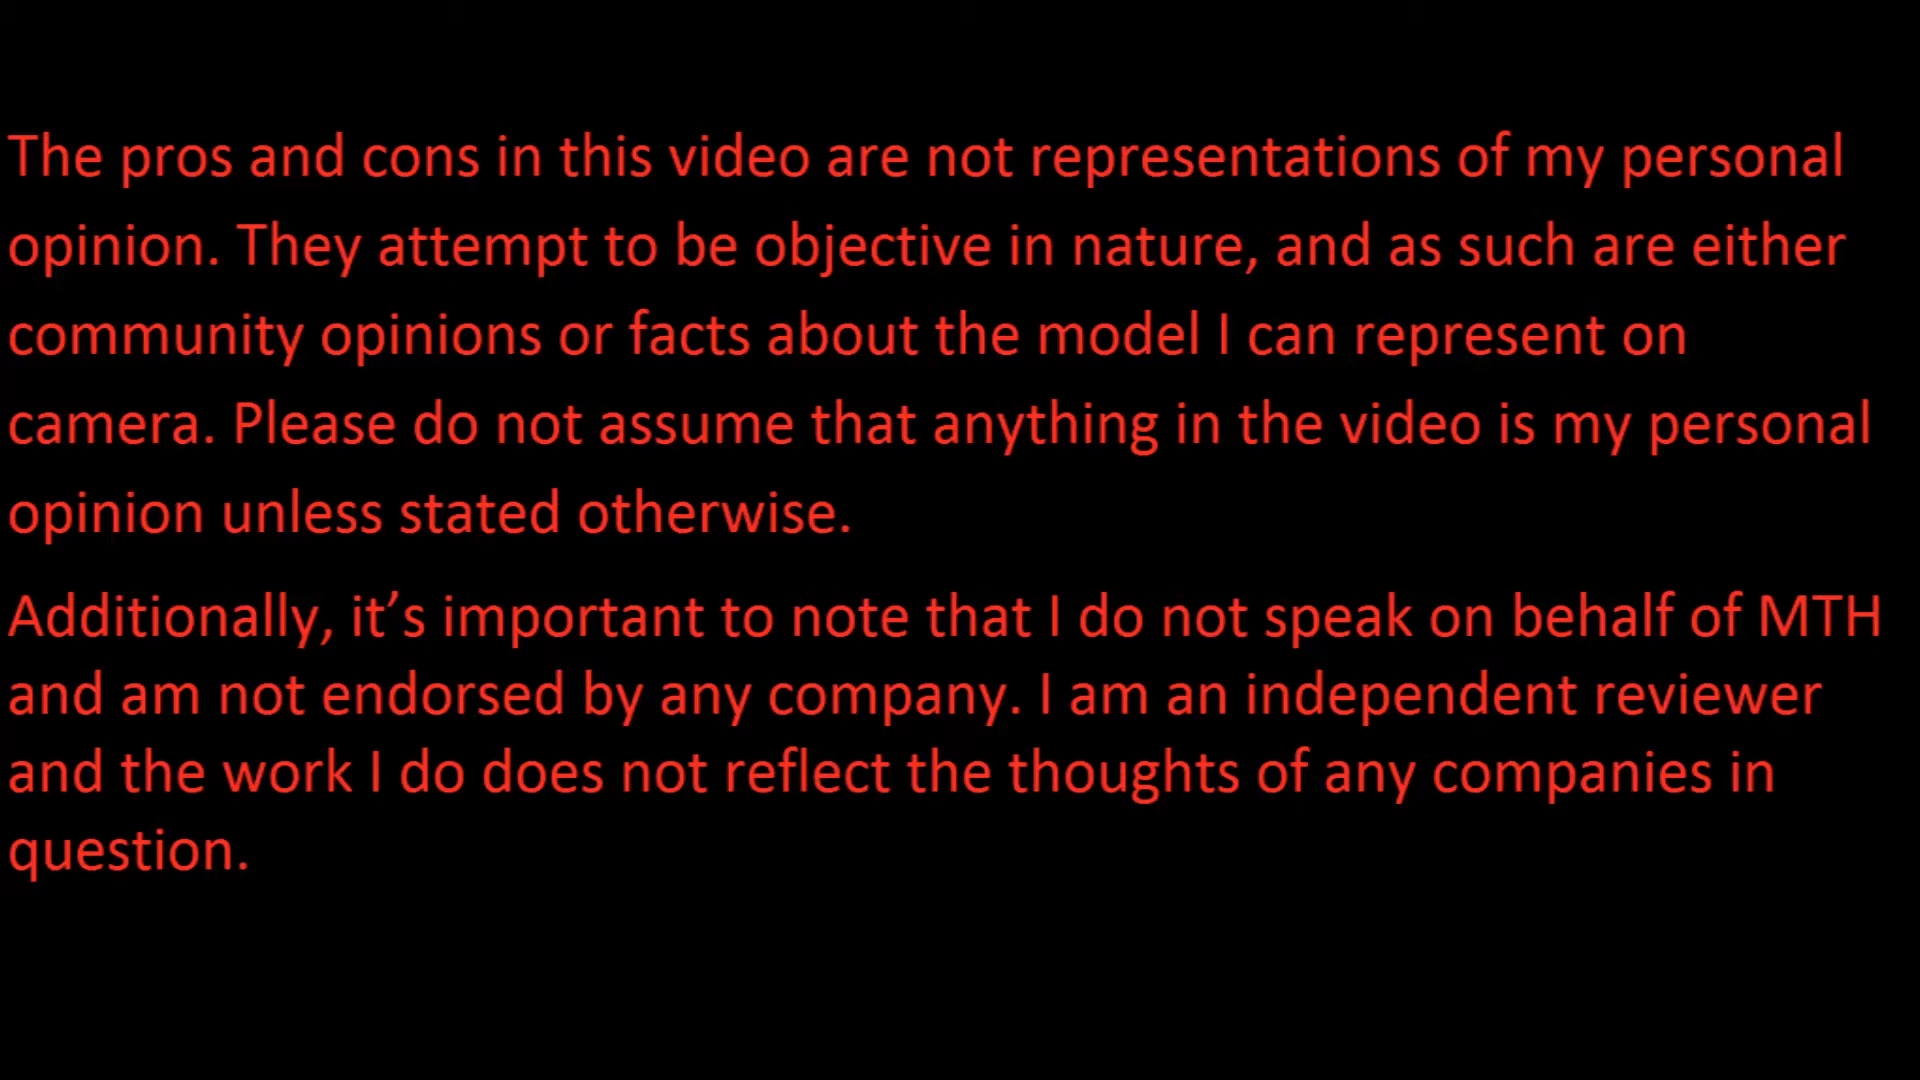 The pros and cons in this video are not representations of my personal
opinion. They attempt to be objective in nature, and as such are either
community opinions or facts about the model I can represent on
camera. Please do not assume that anything in the video is my personal
opinion unless stated otherwise.
Additionally, it’s important to note that I do not speak on behalf of MTH
and am not endorsed by any company. I am an independent reviewer
and the work I do does not reflect the thoughts of any companies in
question.